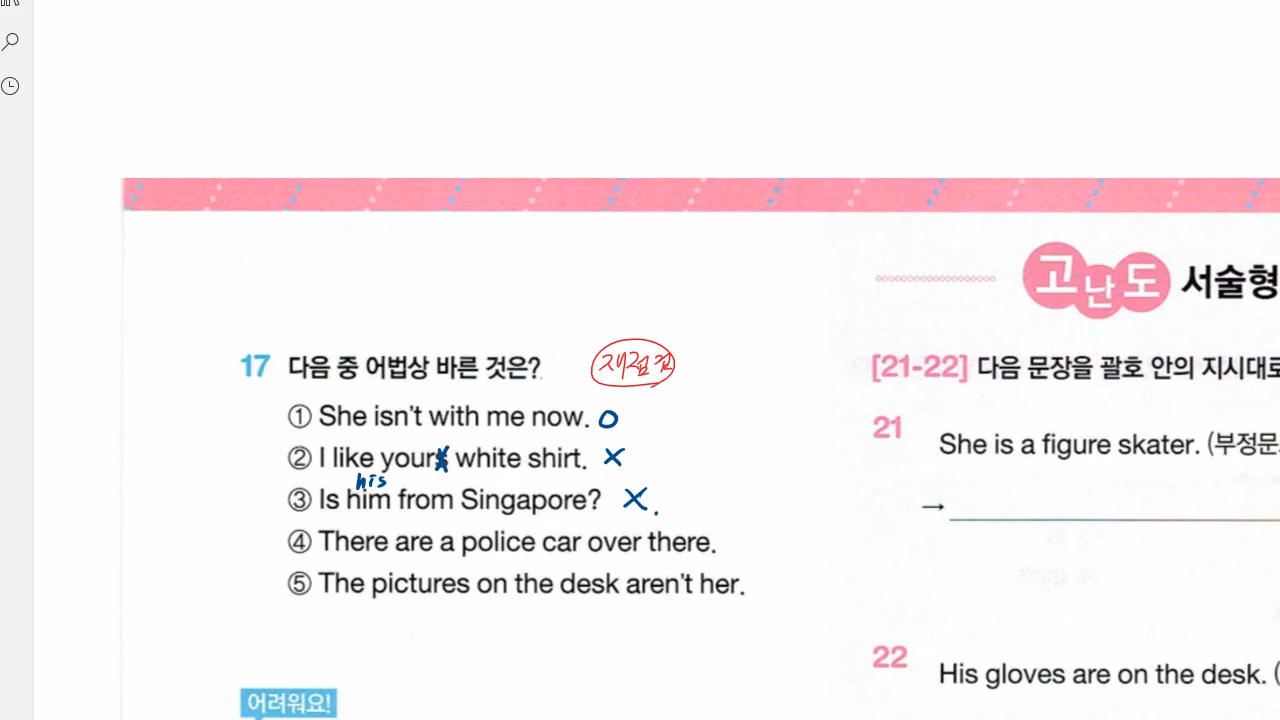 고난도 서술형
17 다음 중 어법상 바른 것은? 재점검
① She isn't with me now. O
② I like yours white shirt. X
his
③ Is him from Singapore? X.
④ There are a police car over there.
⑤ The pictures on the desk aren't her.
어려워요!
[21-22] 다음 문장을 괄호 안의 지시대로
21 She is a figure skater. (부정문
→
22 His gloves are on the desk. (